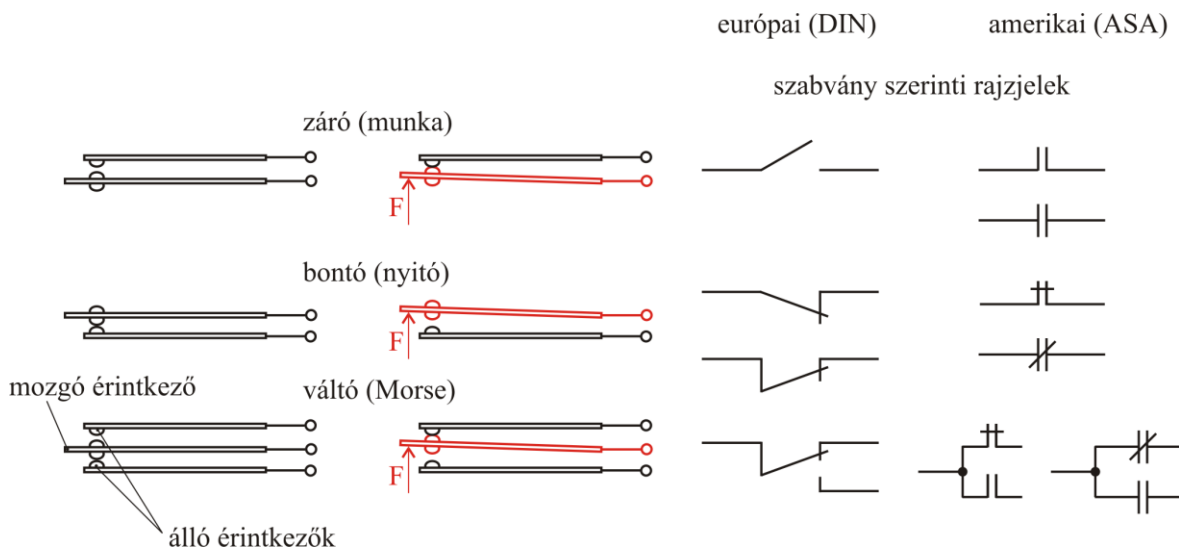 európai (DIN)
amerikai (ASA)
szabvány szerinti rajzjelek
záró (munka)
F
bontó (nyitó)
F
mozgó érintkező
váltó (Morse)
F
álló érintkezők